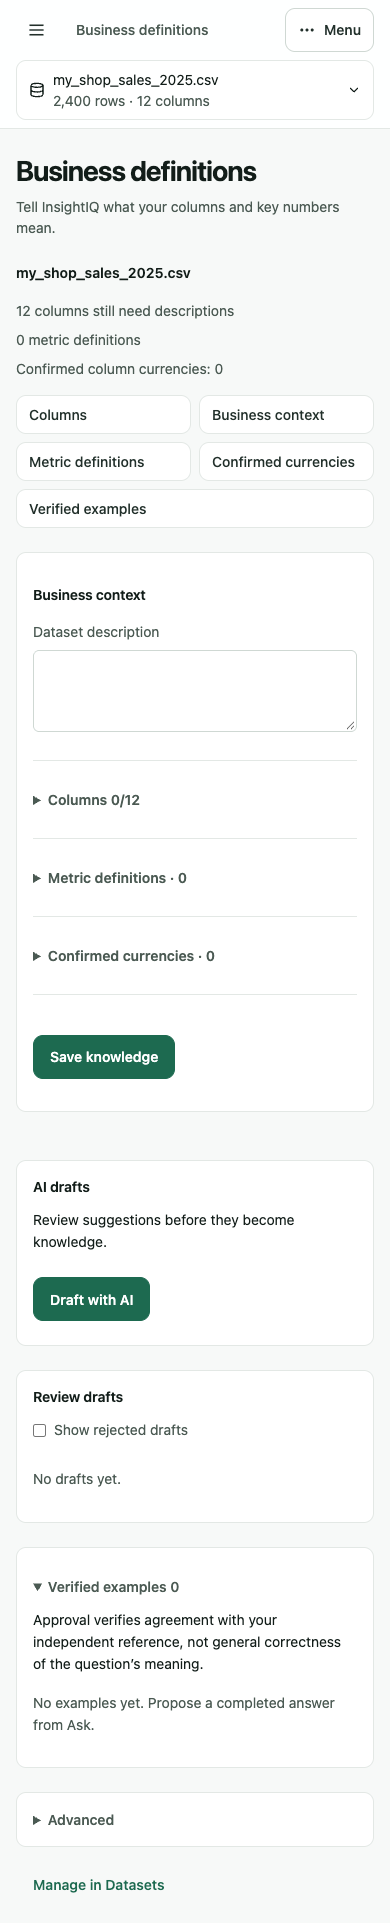 Business definitions
Menu
my_shop_sales_2025.csv
2,400 rows · 12 columns
Business definitions
Tell InsightIQ what your columns and key numbers
mean.
my_shop_sales_2025.csv
12 columns still need descriptions
0 metric definitions
Confirmed column currencies: 0
Columns
Business context
Metric definitions
Confirmed currencies
Verified examples
Business context
Dataset description
Columns 0/12
Metric definitions · 0
Confirmed currencies · 0
Save knowledge
AI drafts
Review suggestions before they become
knowledge.
Draft with AI
Review drafts
Show rejected drafts
No drafts yet.
Verified examples 0
Approval verifies agreement with your
independent reference, not general correctness
of the question’s meaning.
No examples yet. Propose a completed answer
from Ask.
Advanced
Manage in Datasets